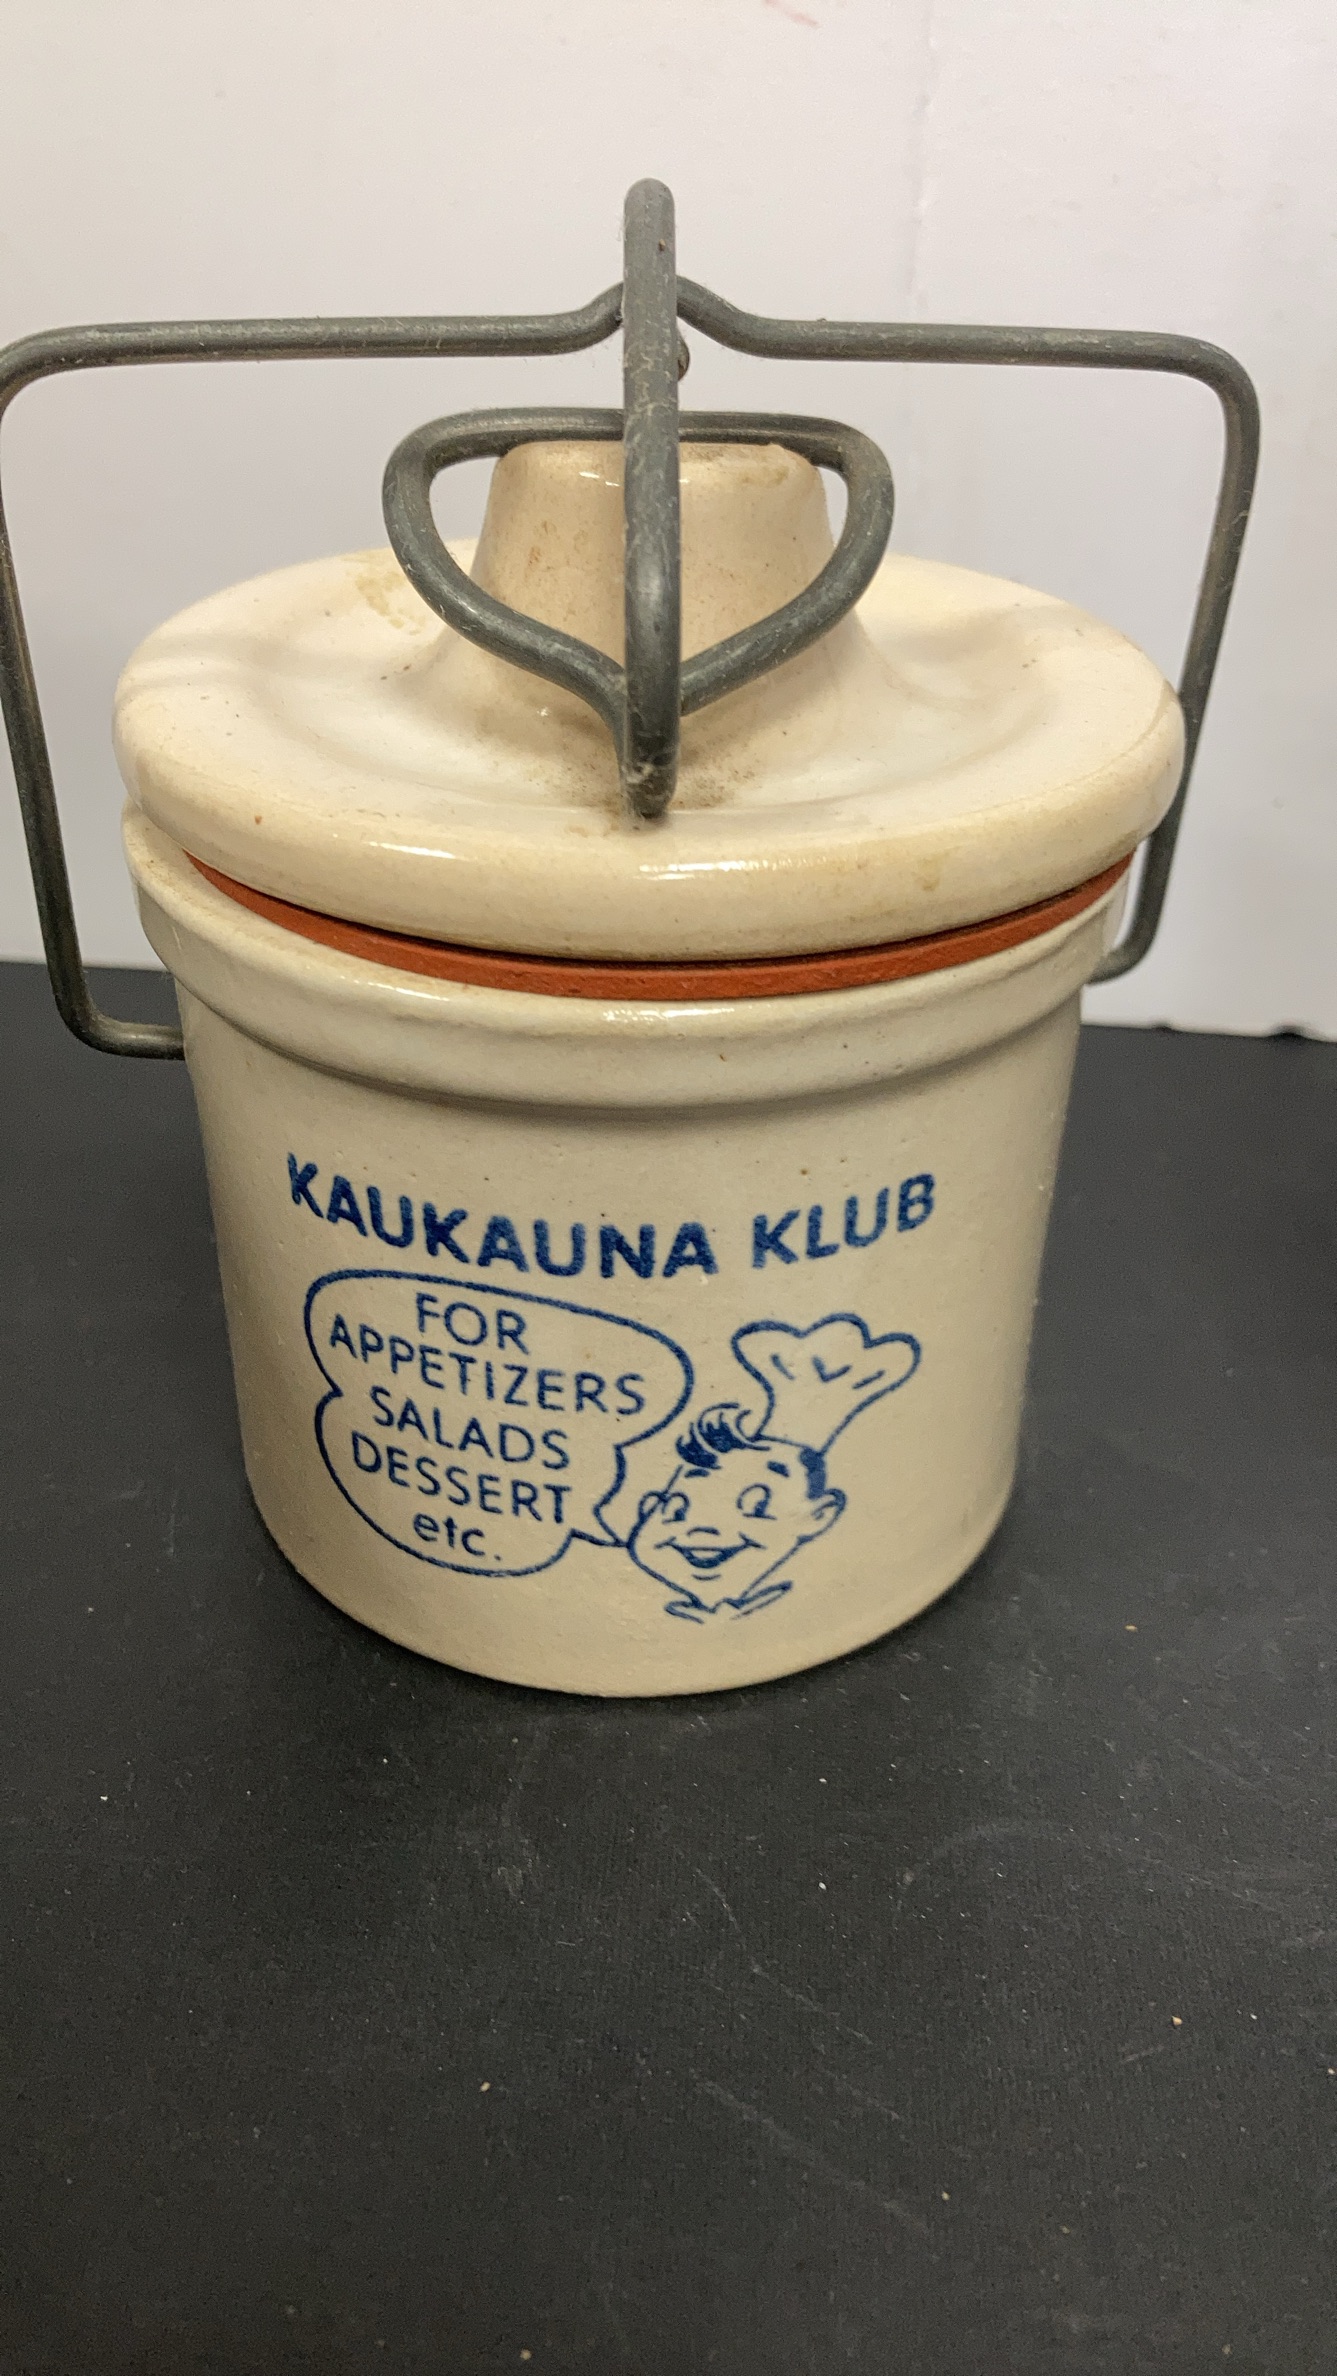 KAUKAUNA KLUB
FOR
APPETIZERS
SALADS
DESSERT
etc.